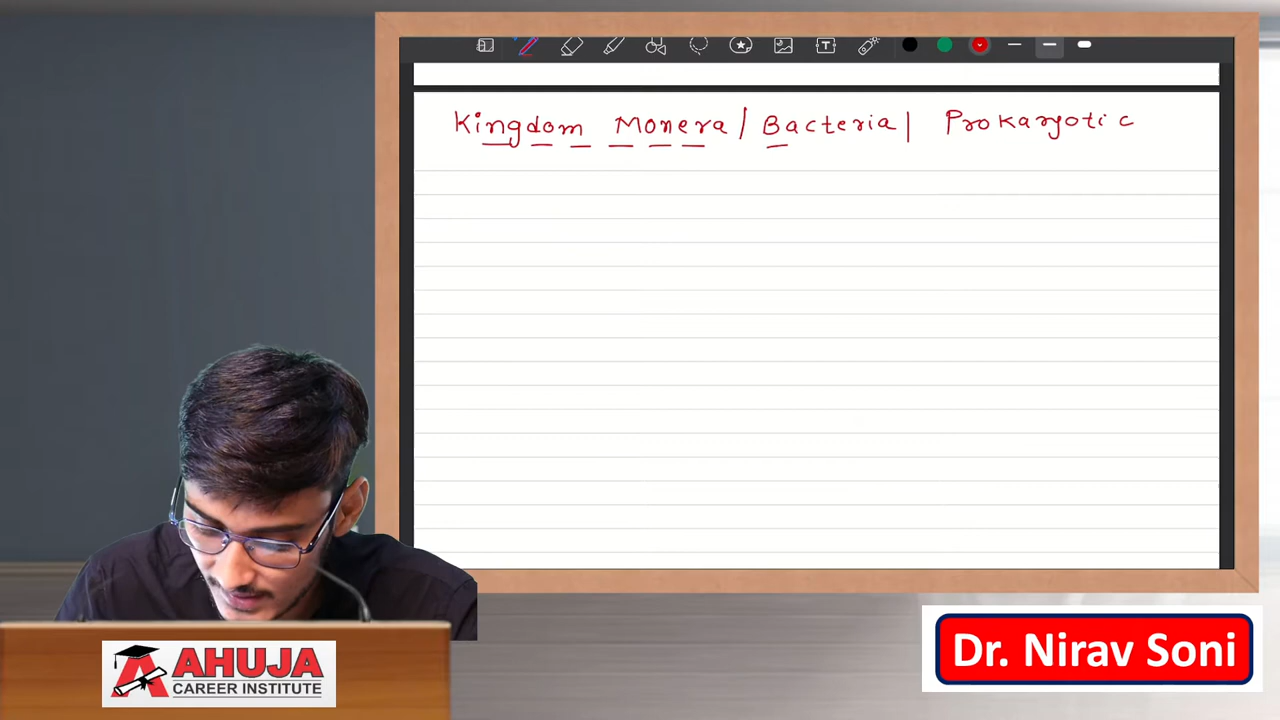 Kingdom Monera / Bacteria | Prokaryotic
AHUJA
CAREER INSTITUTE
Dr. Nirav Soni